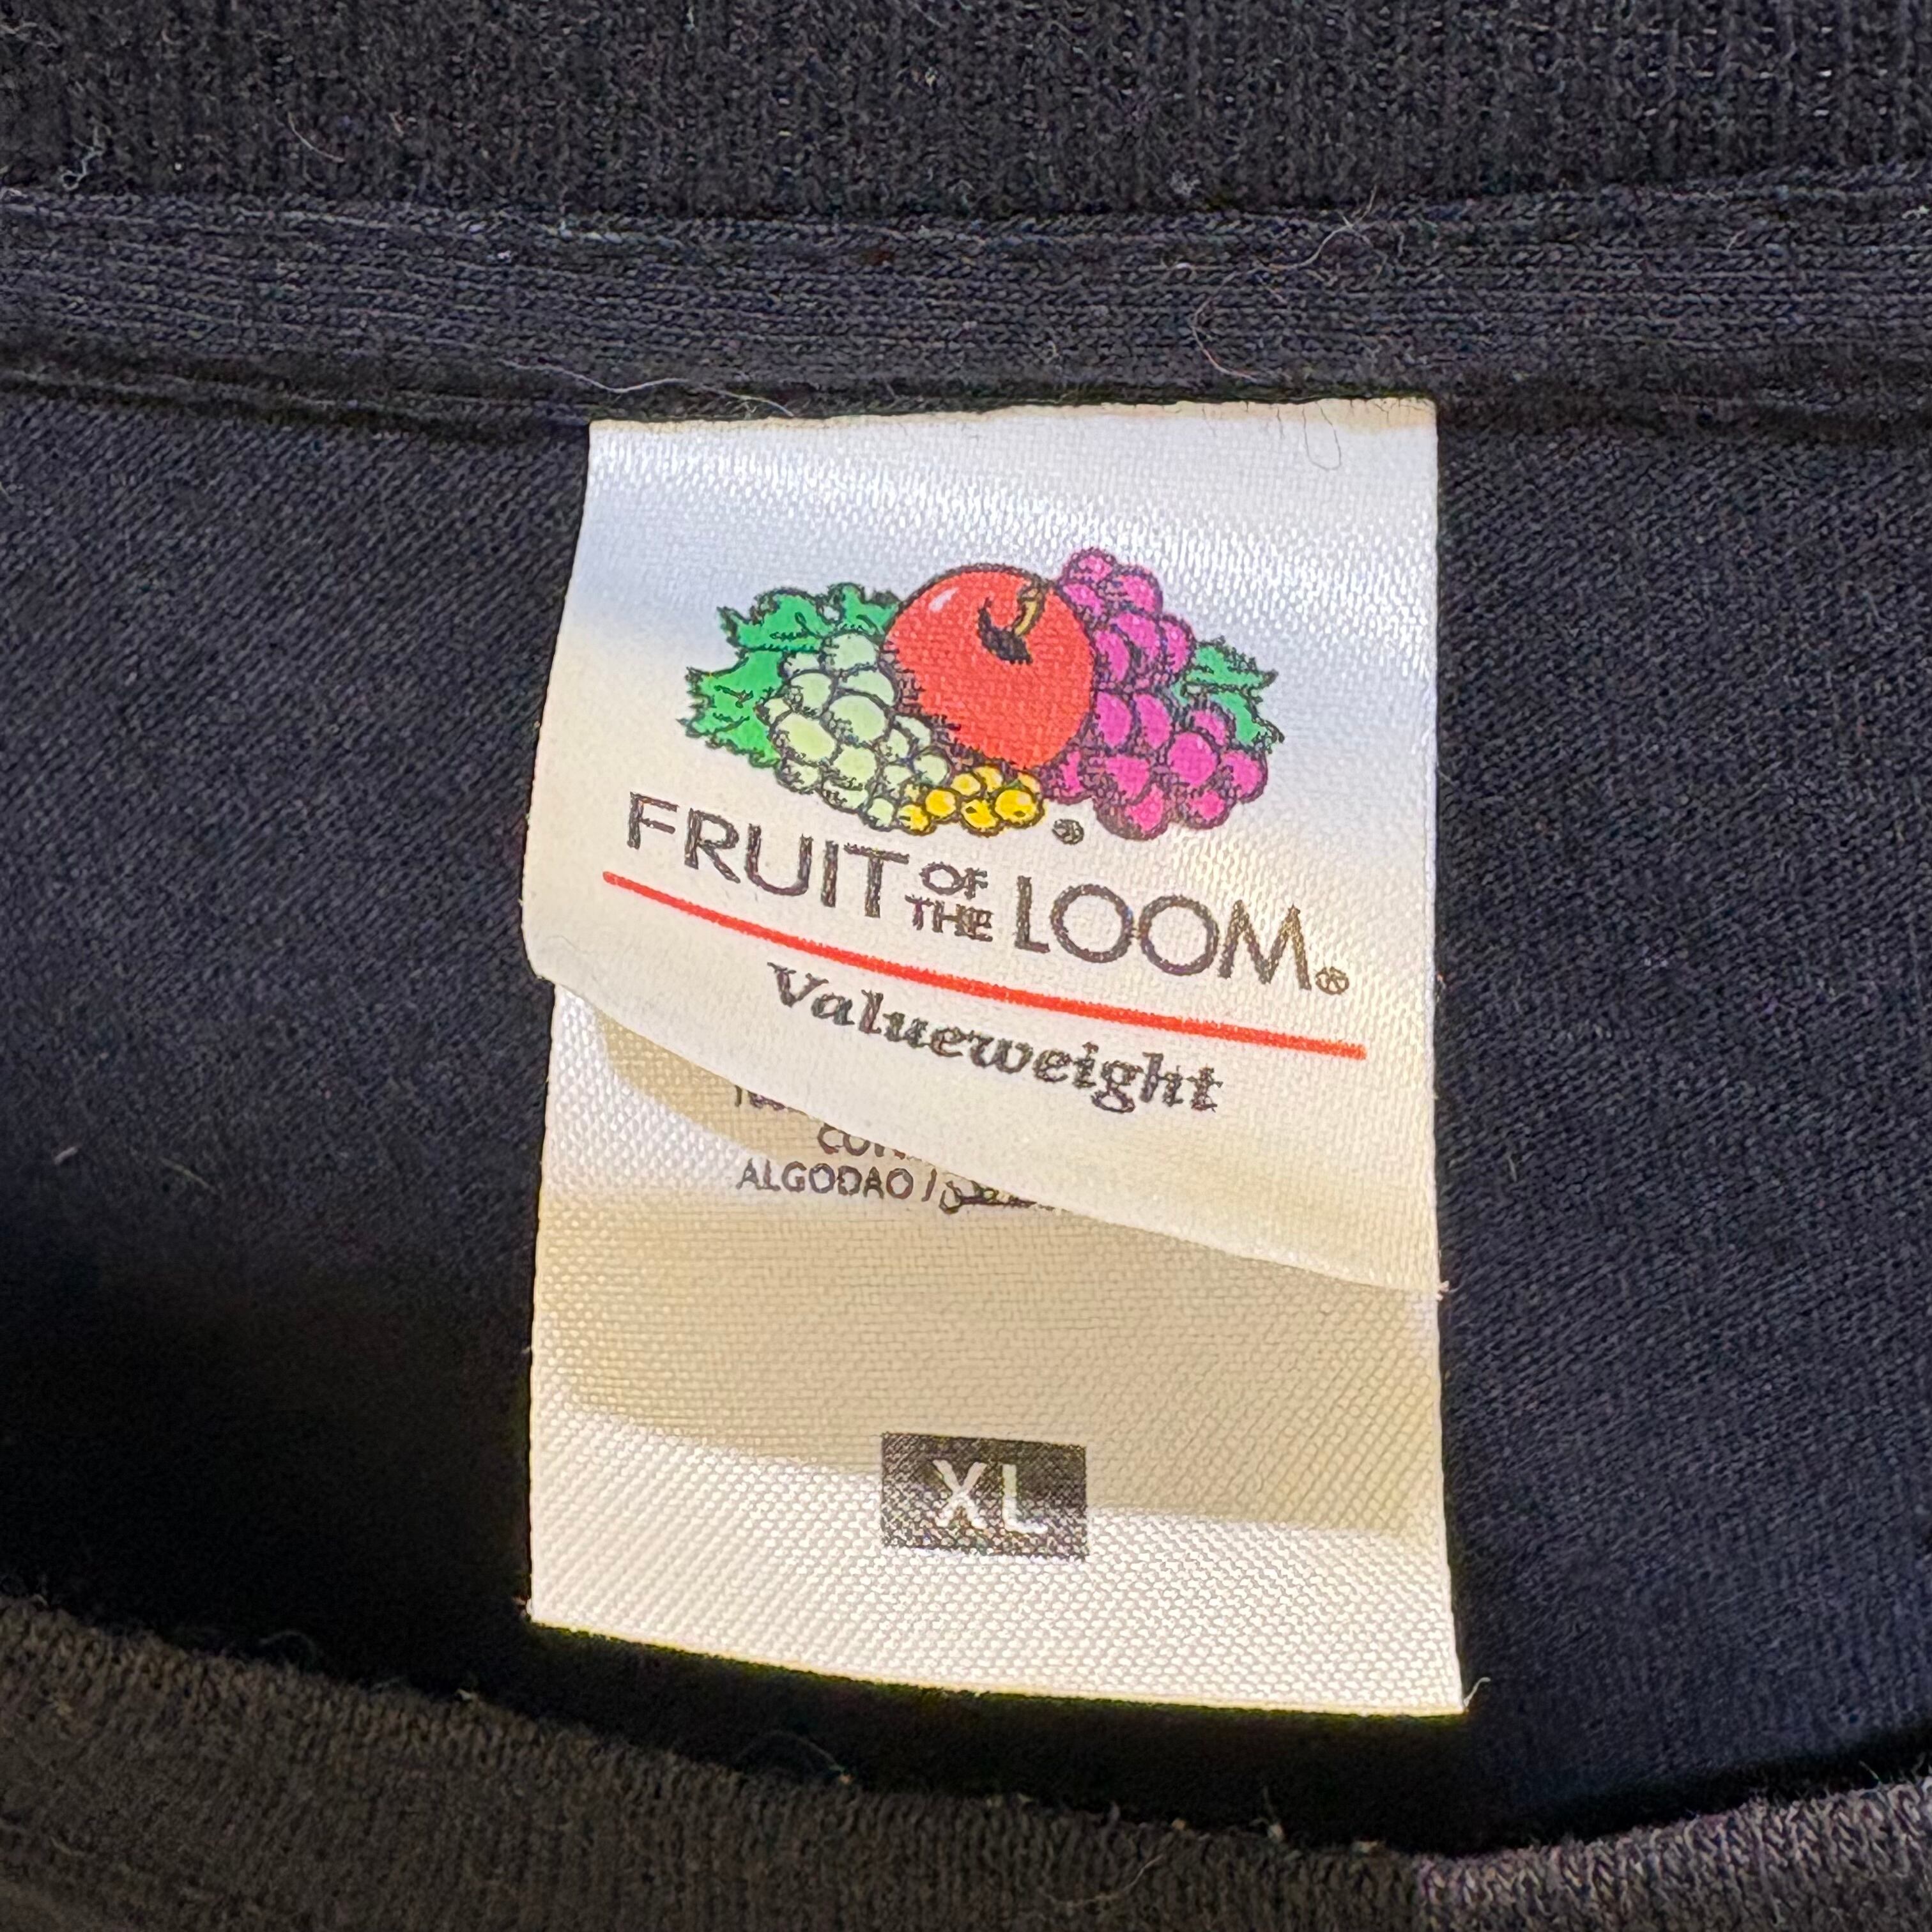 FRUIT OF THE LOOM®
Valueweight
ALGODAO /
XL